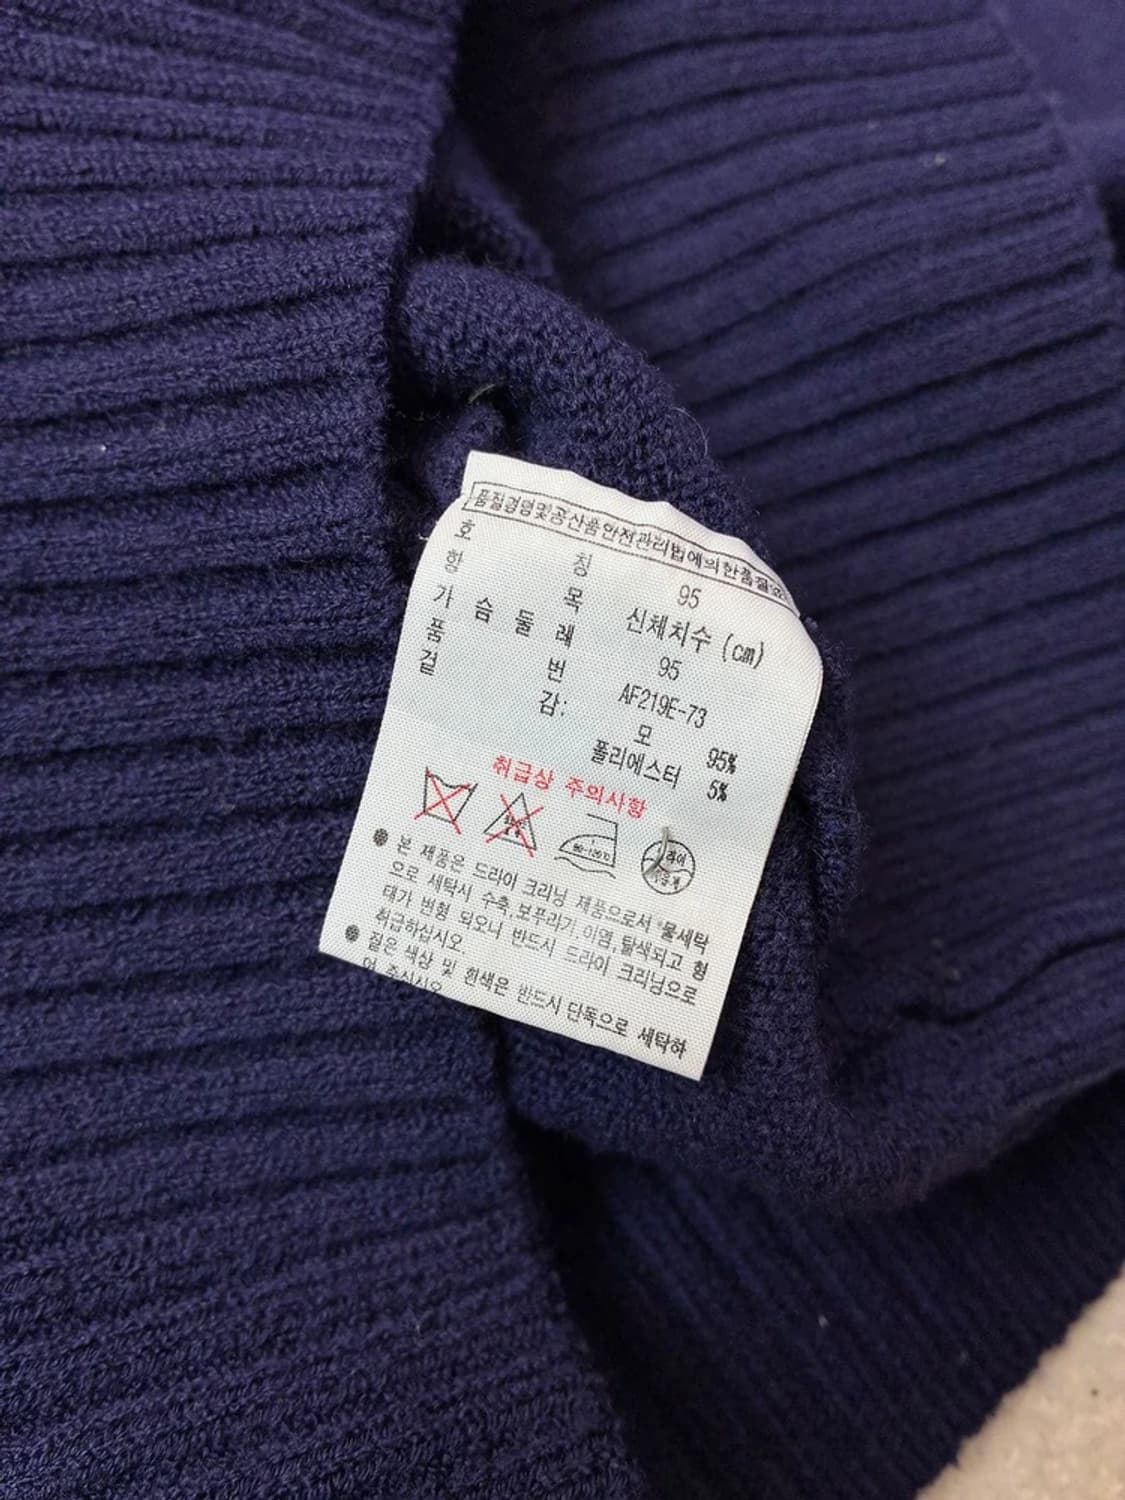 품질경영및공산품안전관리법에의한품질
호 칭 95
항 목 신체치수 (cm)
가 슴 둘 레 95
품 번 AF219E-73
겉 감: 모 95%
폴리에스터 5%
취급상 주의사항
드라이
● 본 제품은 드라이 크리닝 제품으로서 "물세탁
으로 세탁시 수축,보푸라기,이염,탈색되고 형
태가 변형 되오니 반드시 드라이 크리닝으로
취급하십시오.
● 짙은 색상 및 흰색은 반드시 단독으로 세탁하
여 주십시오